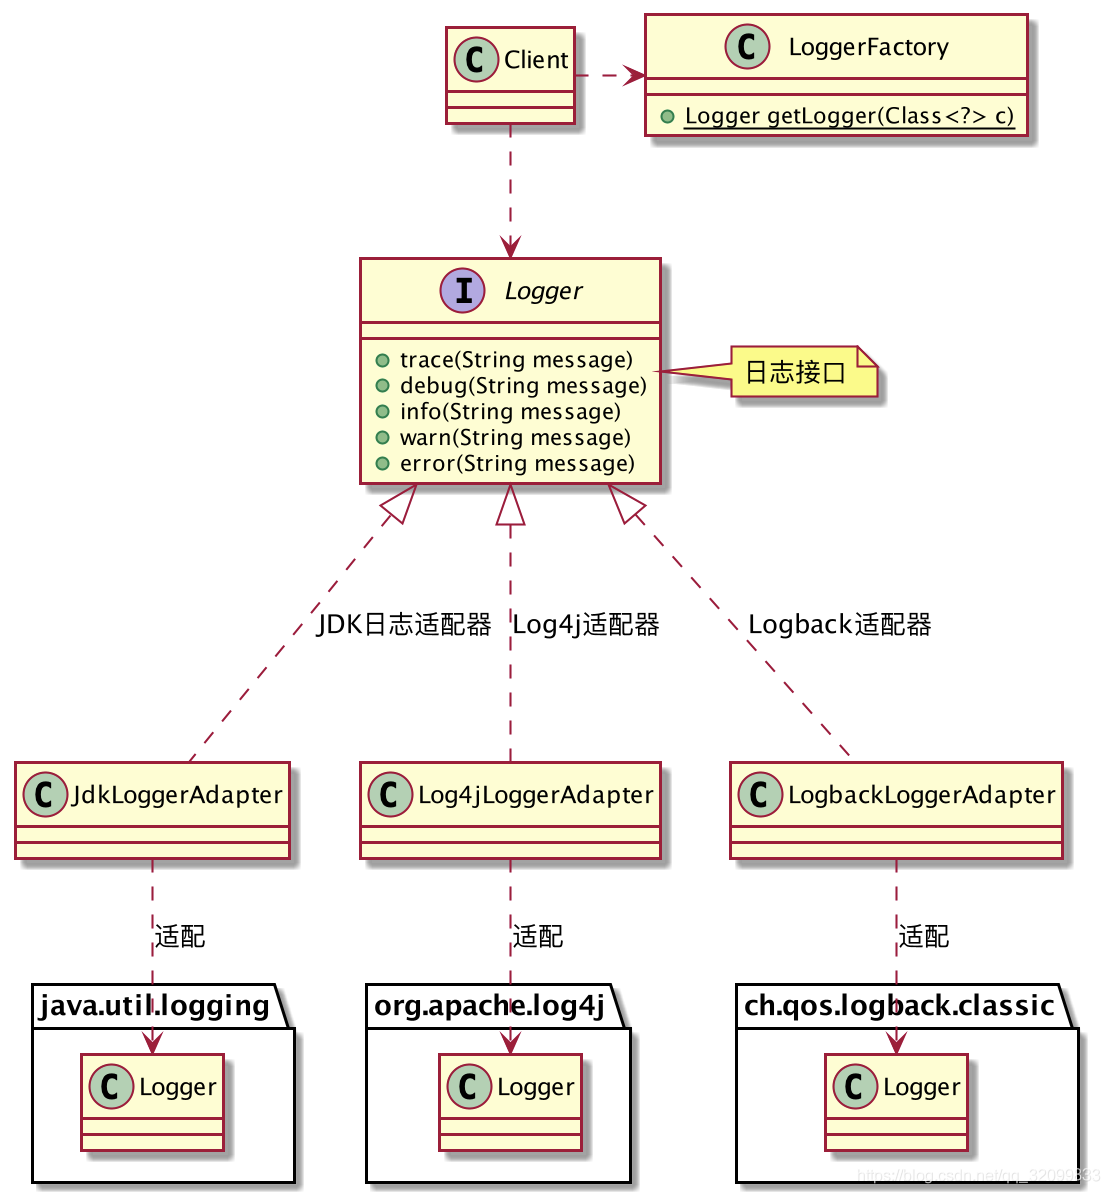 C Client
C LoggerFactory
Logger getLogger(Class<?> c)
I Logger
trace(String message)
debug(String message)
info(String message)
warn(String message)
error(String message)
日志接口
JDK日志适配器
Log4j适配器
Logback适配器
C JdkLoggerAdapter
C Log4jLoggerAdapter
C LogbackLoggerAdapter
适配
适配
适配
java.util.logging
org.apache.log4j
ch.qos.logback.classic
C Logger
C Logger
C Logger
https://blog.csdn.net/qq_32099833